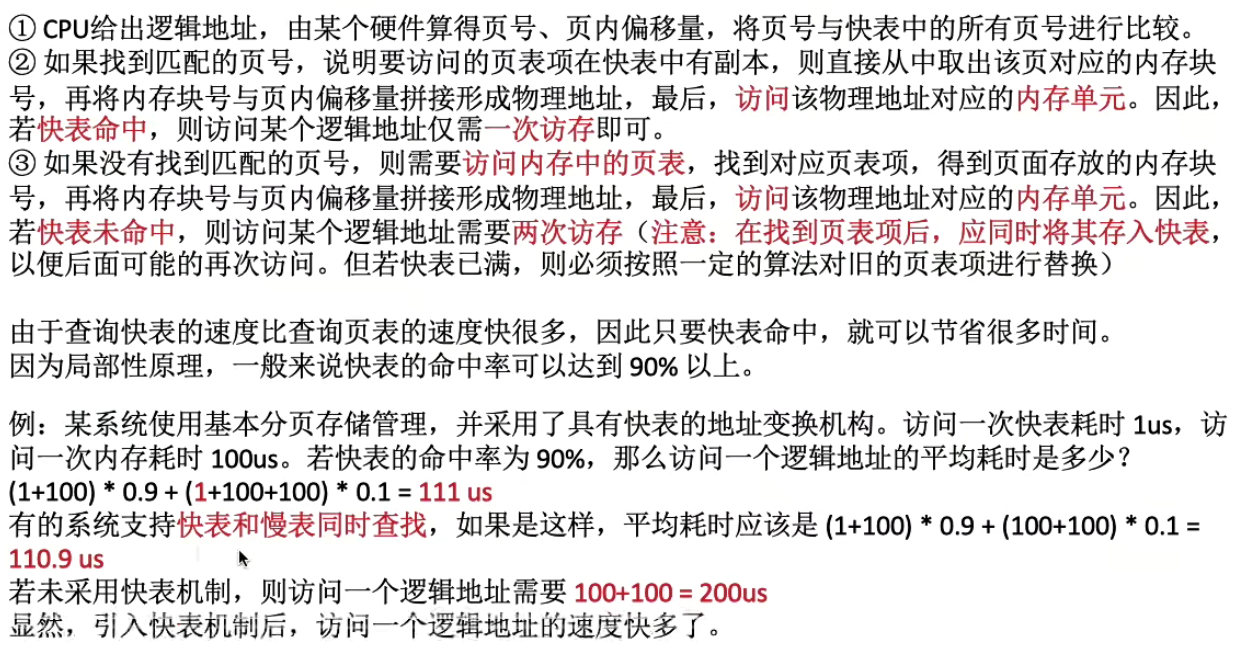 ① CPU给出逻辑地址，由某个硬件算得页号、页内偏移量，将页号与快表中的所有页号进行比较。
② 如果找到匹配的页号，说明要访问的页表项在快表中有副本，则直接从中取出该页对应的内存块
号，再将内存块号与页内偏移量拼接形成物理地址，最后，访问该物理地址对应的内存单元。因此，
若快表命中，则访问某个逻辑地址仅需一次访存即可。
③ 如果没有找到匹配的页号，则需要访问内存中的页表，找到对应页表项，得到页面存放的内存块
号，再将内存块号与页内偏移量拼接形成物理地址，最后，访问该物理地址对应的内存单元。因此，
若快表未命中，则访问某个逻辑地址需要两次访存（注意：在找到页表项后，应同时将其存入快表，
以便后面可能的再次访问。但若快表已满，则必须按照一定的算法对旧的页表项进行替换）
由于查询快表的速度比查询页表的速度快很多，因此只要快表命中，就可以节省很多时间。
因为局部性原理，一般来说快表的命中率可以达到 90% 以上。
例：某系统使用基本分页存储管理，并采用了具有快表的地址变换机构。访问一次快表耗时 1us，访
问一次内存耗时 100us。若快表的命中率为 90%，那么访问一个逻辑地址的平均耗时是多少？
(1+100) * 0.9 + (1+100+100) * 0.1 = 111 us
有的系统支持快表和慢表同时查找，如果是这样，平均耗时应该是 (1+100) * 0.9 + (100+100) * 0.1 =
110.9 us
若未采用快表机制，则访问一个逻辑地址需要 100+100 = 200us
显然，引入快表机制后，访问一个逻辑地址的速度快多了。